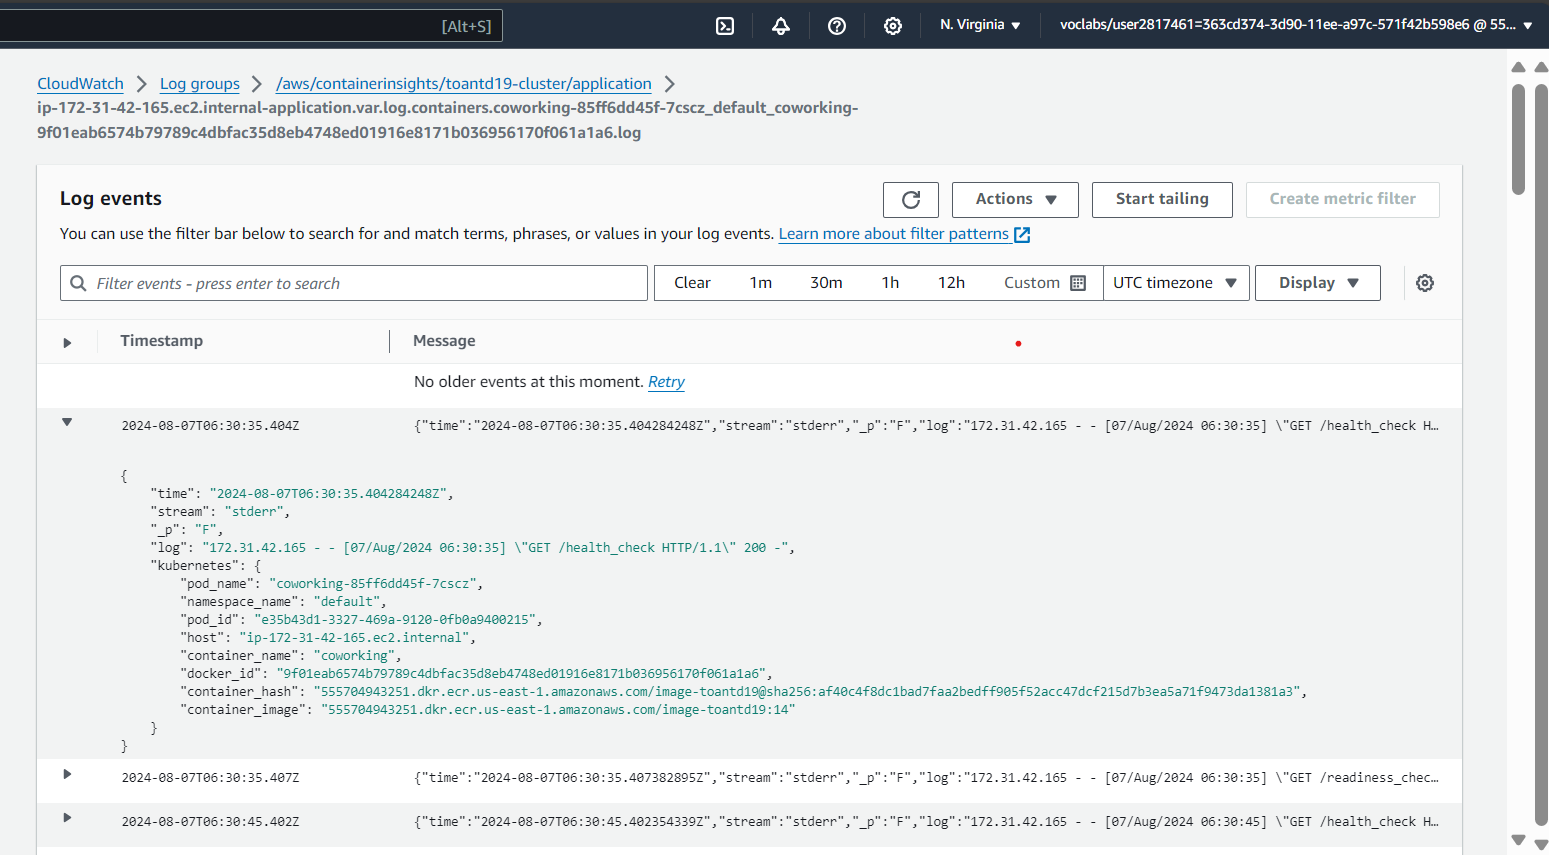 [Alt+S]
N. Virginia
voclabs/user2817461=363cd374-3d90-11ee-a97c-571f42b598e6 @ 55...
CloudWatch
Log groups
/aws/containerinsights/toantd19-cluster/application
ip-172-31-42-165.ec2.internal-application.var.log.containers.coworking-85ff6dd45f-7cscz_default_coworking-
9f01eab6574b79789c4dbfac35d8eb4748ed01916e8171b036956170f061a1a6.log
Log events
Actions
Start tailing
Create metric filter
You can use the filter bar below to search for and match terms, phrases, or values in your log events. Learn more about filter patterns
Filter events - press enter to search
Clear
1m
30m
1h
12h
Custom
UTC timezone
Display
Timestamp
Message
No older events at this moment. Retry
2024-08-07T06:30:35.404Z
{"time":"2024-08-07T06:30:35.404284248Z","stream":"stderr","_p":"F","log":"172.31.42.165 - - [07/Aug/2024 06:30:35] \"GET /health_check H…
{
"time": "2024-08-07T06:30:35.404284248Z",
"stream": "stderr",
"_p": "F",
"log": "172.31.42.165 - - [07/Aug/2024 06:30:35] \"GET /health_check HTTP/1.1\" 200 -",
"kubernetes": {
"pod_name": "coworking-85ff6dd45f-7cscz",
"namespace_name": "default",
"pod_id": "e35b43d1-3327-469a-9120-0fb0a9400215",
"host": "ip-172-31-42-165.ec2.internal",
"container_name": "coworking",
"docker_id": "9f01eab6574b79789c4dbfac35d8eb4748ed01916e8171b036956170f061a1a6",
"container_hash": "555704943251.dkr.ecr.us-east-1.amazonaws.com/image-toantd19@sha256:af40c4f8dc1bad7faa2bedff905f52acc47dcf215d7b3ea5a71f9473da1381a3",
"container_image": "555704943251.dkr.ecr.us-east-1.amazonaws.com/image-toantd19:14"
}
}
2024-08-07T06:30:35.407Z
{"time":"2024-08-07T06:30:35.407382895Z","stream":"stderr","_p":"F","log":"172.31.42.165 - - [07/Aug/2024 06:30:35] \"GET /readiness_chec…
2024-08-07T06:30:45.402Z
{"time":"2024-08-07T06:30:45.402354339Z","stream":"stderr","_p":"F","log":"172.31.42.165 - - [07/Aug/2024 06:30:45] \"GET /health_check H…